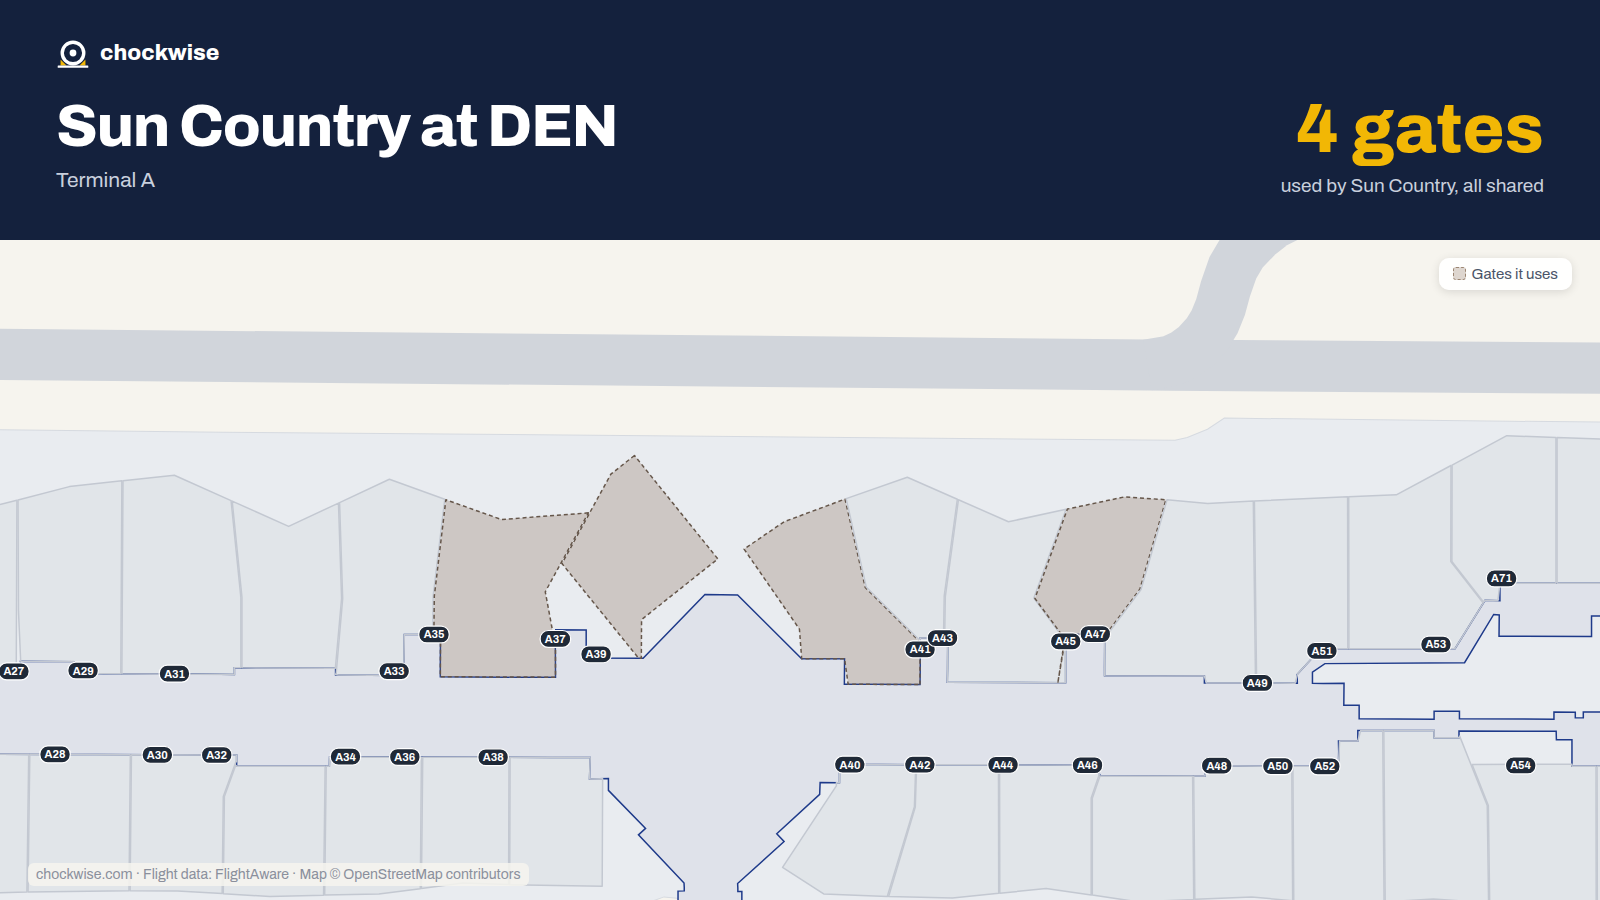 chockwise
Sun Country at DEN
Terminal A
4 gates
used by Sun Country, all shared
Gates it uses
A71
A35
A37
A39
A41
A43
A45
A47
A51
A53
A27
A29
A31
A33
A49
A28
A30
A32
A34
A36
A38
A40
A42
A44
A46
A48
A50
A52
A54
chockwise.com · Flight data: FlightAware · Map © OpenStreetMap contributors